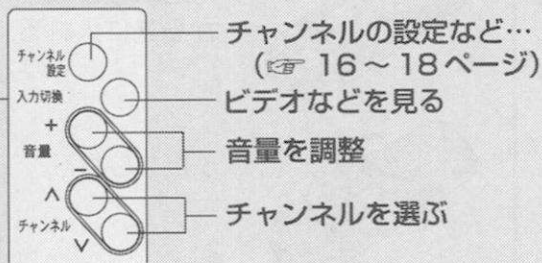 チャンネルの設定など…
(☞ 16～18ページ)
チャンネル
設定
入力切換
ビデオなどを見る
＋
音量
－
音量を調整
∧
チャンネル
∨
チャンネルを選ぶ